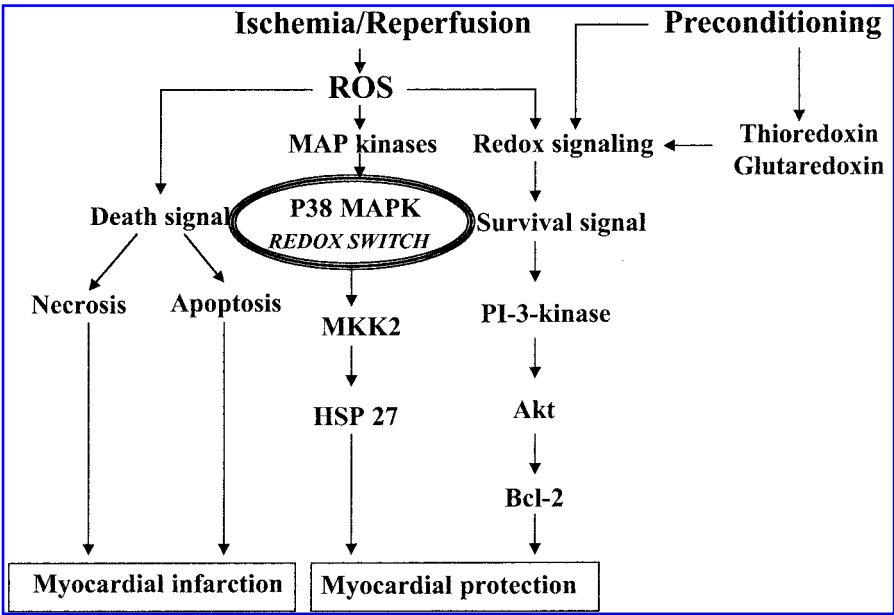 Ischemia/Reperfusion
Preconditioning
ROS
MAP kinases
Redox signaling
Thioredoxin
Glutaredoxin
Death signal
P38 MAPK
REDOX SWITCH
Survival signal
Necrosis
Apoptosis
MKK2
PI-3-kinase
HSP 27
Akt
Bcl-2
Myocardial infarction
Myocardial protection